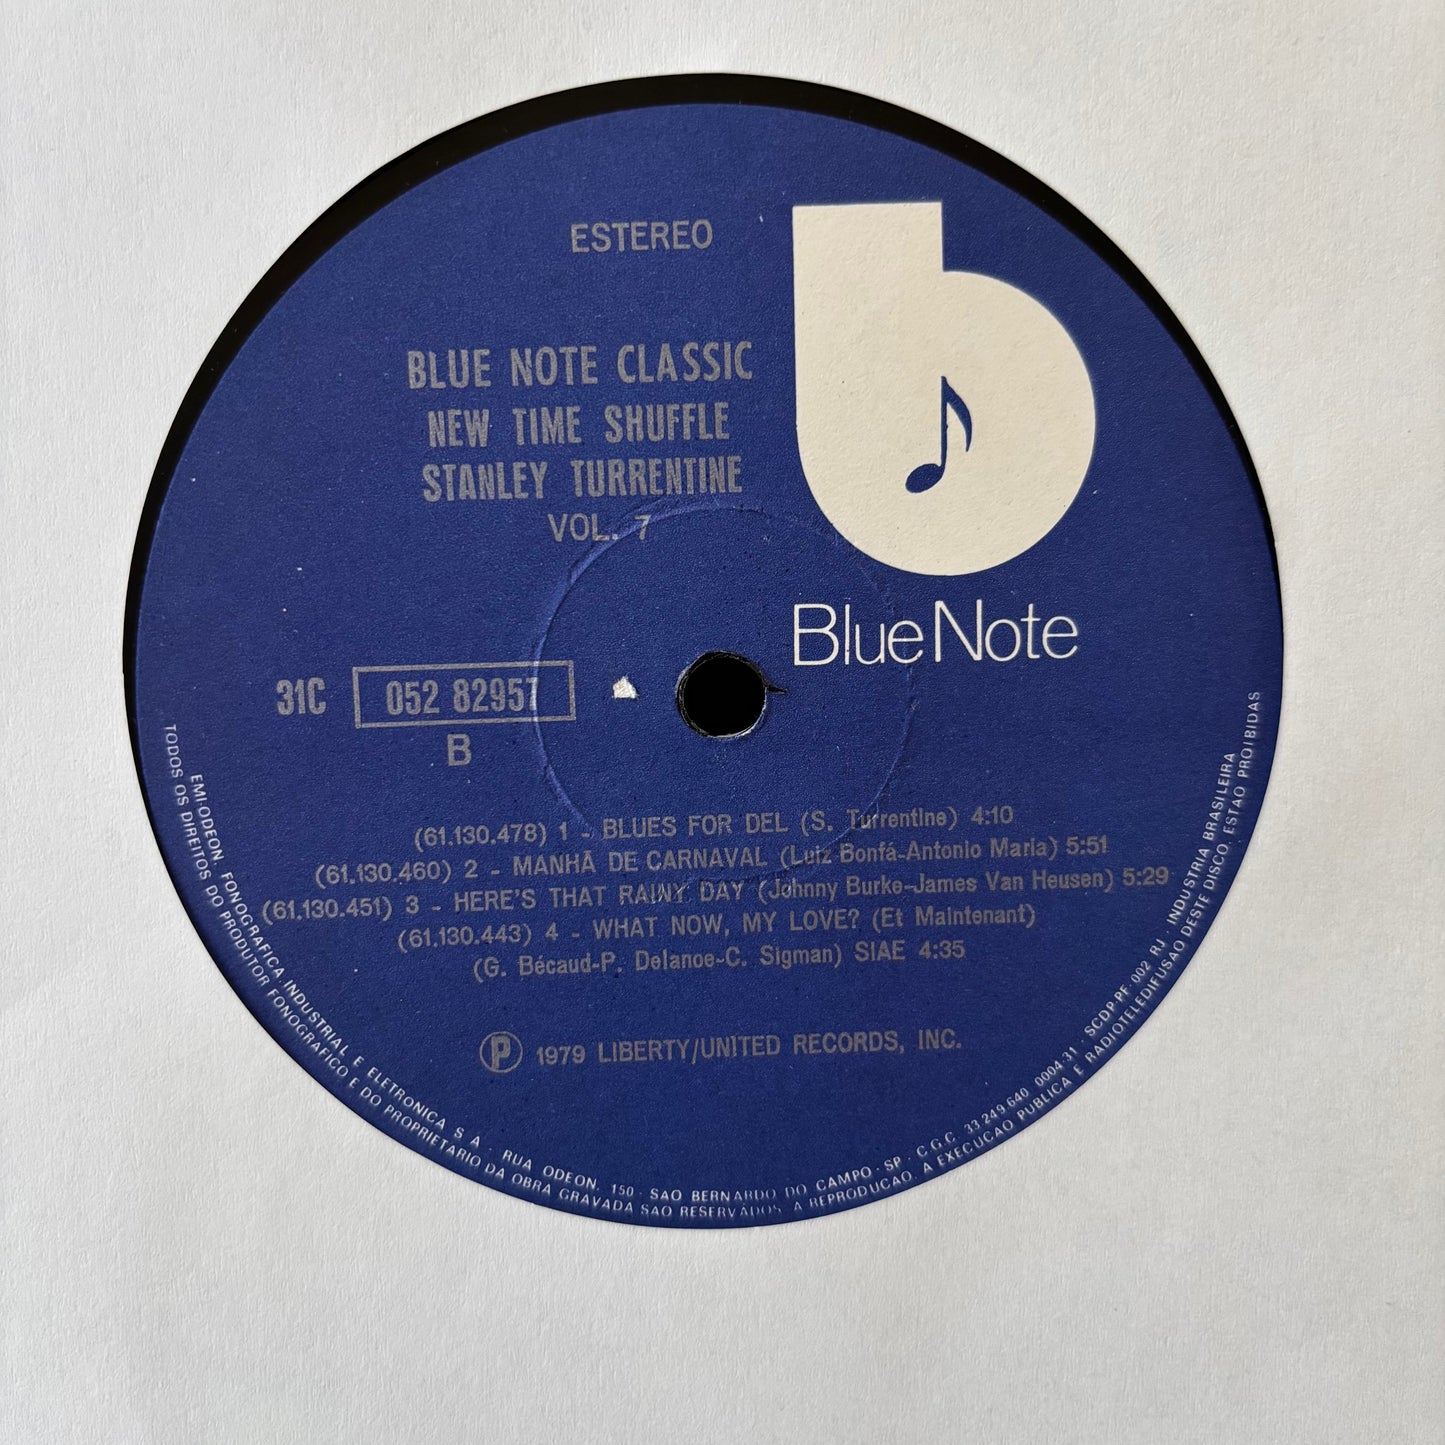 ESTEREO
BLUE NOTE CLASSIC
NEW TIME SHUFFLE
STANLEY TURRENTINE
VOL. 7
Blue Note
31C 052 82957
B
(61.130.478) 1 - BLUES FOR DEL (S. Turrentine) 4:10
(61.130.460) 2 - MANHÃ DE CARNAVAL (Luiz Bonfá-Antonio Maria) 5:51
(61.130.451) 3 - HERE'S THAT RAINY DAY (Johnny Burke-James Van Heusen) 5:29
(61.130.443) 4 - WHAT NOW, MY LOVE? (Et Maintenant)
(G. Bécaud-P. Delanoe-C. Sigman) SIAE 4:35
Ⓟ 1979 LIBERTY/UNITED RECORDS, INC.
EMI-ODEON, FONOGRAFICA INDUSTRIAL E ELETRONICA S A · RUA ODEON, 150 · SAO BERNARDO DO CAMPO · SP · C G C 33 249 640 0004-31 · SCDP-PF. 002 RJ · INDUSTRIA BRASILEIRA
TODOS OS DIREITOS DO PRODUTOR FONOGRAFICO E DO PROPRIETARIO DA OBRA GRAVADA SAO RESERVADOS. A REPRODUCAO, A EXECUCAO PUBLICA E RADIOTELEDIFUSAO DESTE DISCO, ESTAO PROIBIDAS